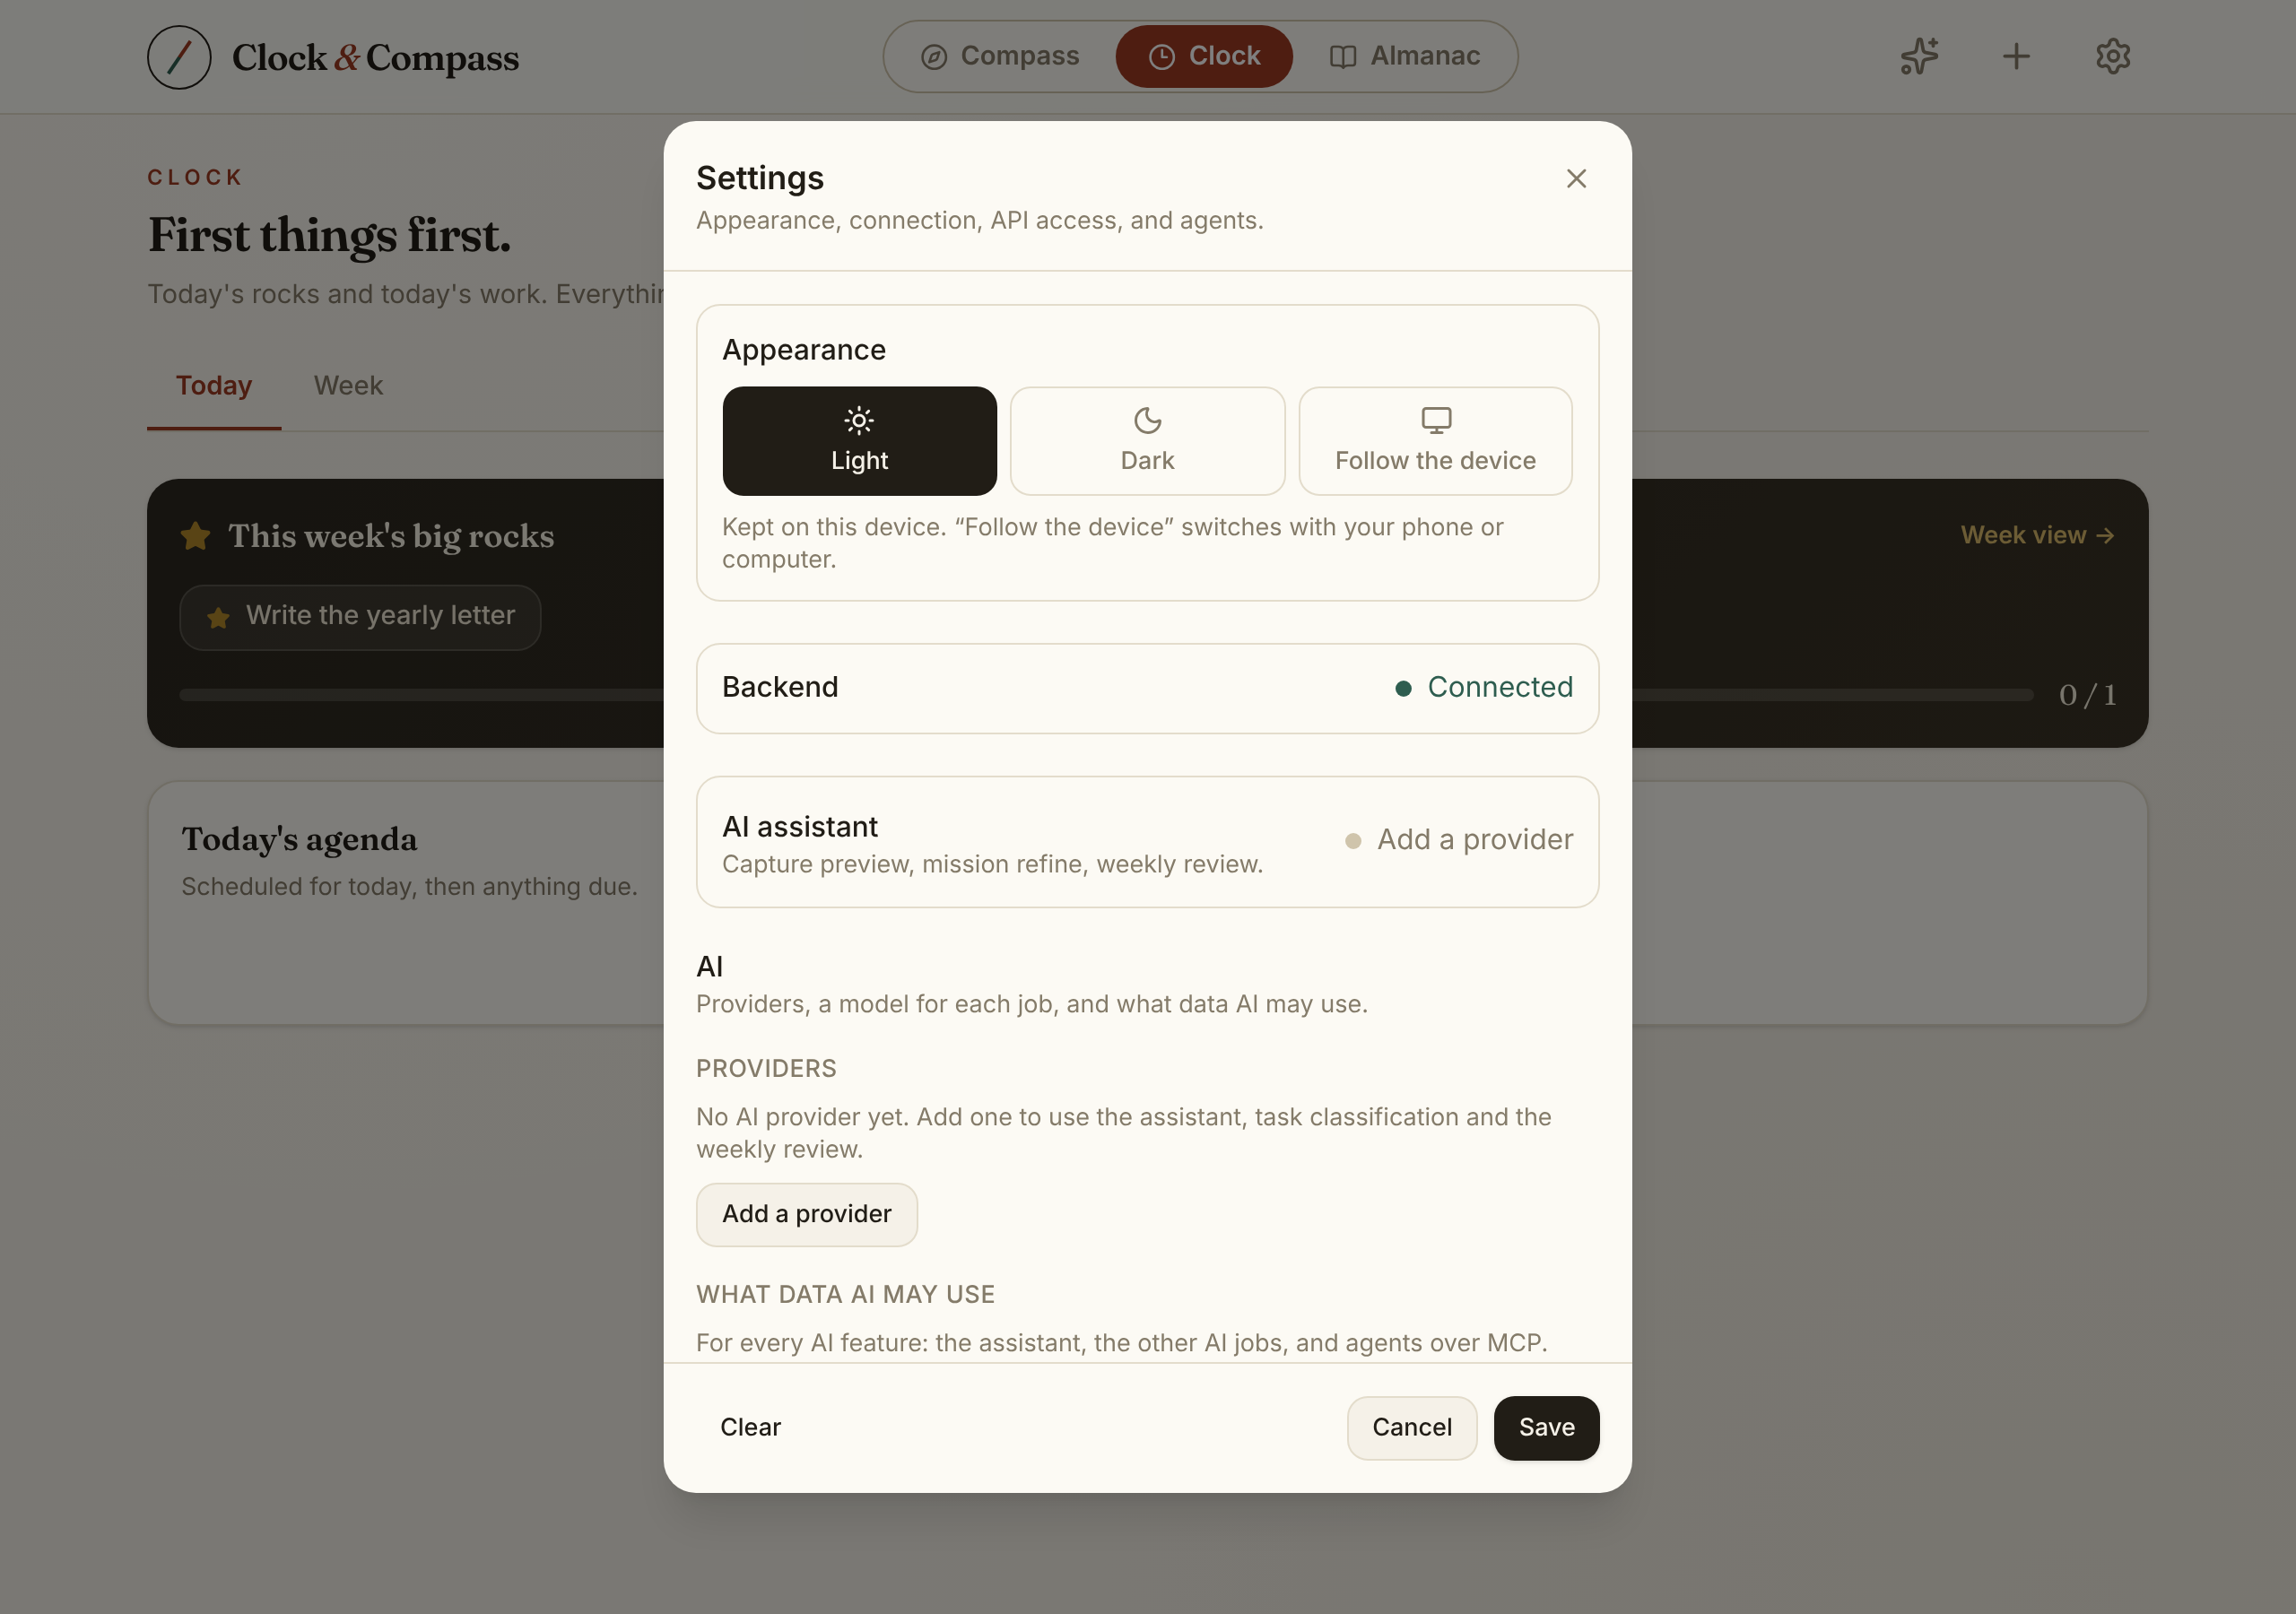 Clock & Compass
Compass
Clock
Almanac
CLOCK
First things first.
Today's rocks and today's work.
Today
Week
This week's big rocks
Week view →
Write the yearly letter
0 / 1
Today's agenda
Scheduled for today, then anything due.
Settings
Appearance, connection, API access, and agents.
Appearance
Light
Dark
Follow the device
Kept on this device. “Follow the device” switches with your phone or
computer.
Backend
Connected
AI assistant
Capture preview, mission refine, weekly review.
Add a provider
AI
Providers, a model for each job, and what data AI may use.
PROVIDERS
No AI provider yet. Add one to use the assistant, task classification and the
weekly review.
Add a provider
WHAT DATA AI MAY USE
For every AI feature: the assistant, the other AI jobs, and agents over MCP.
Clear
Cancel
Save